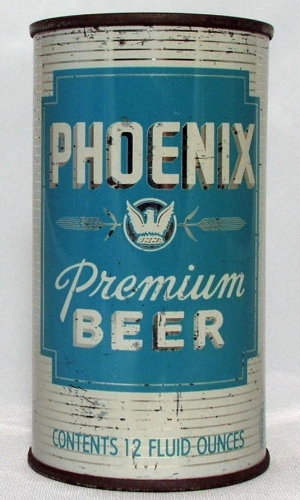 PHOENIX
Premium
BEER
CONTENTS 12 FLUID OUNCES